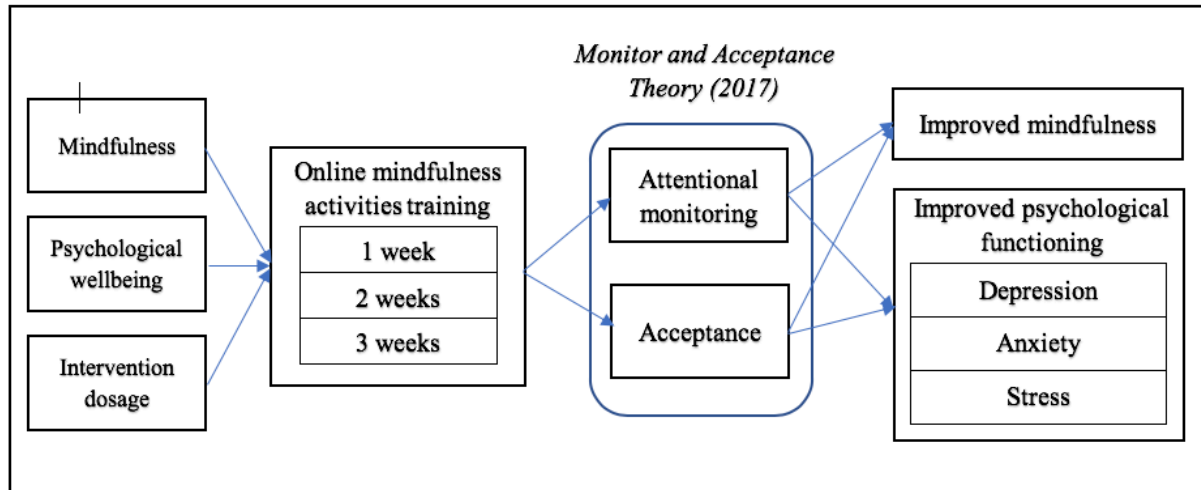 Monitor and Acceptance
Theory (2017)
Mindfulness
Psychological
wellbeing
Intervention
dosage
Online mindfulness
activities training
1 week
2 weeks
3 weeks
Attentional
monitoring
Acceptance
Improved mindfulness
Improved psychological
functioning
Depression
Anxiety
Stress